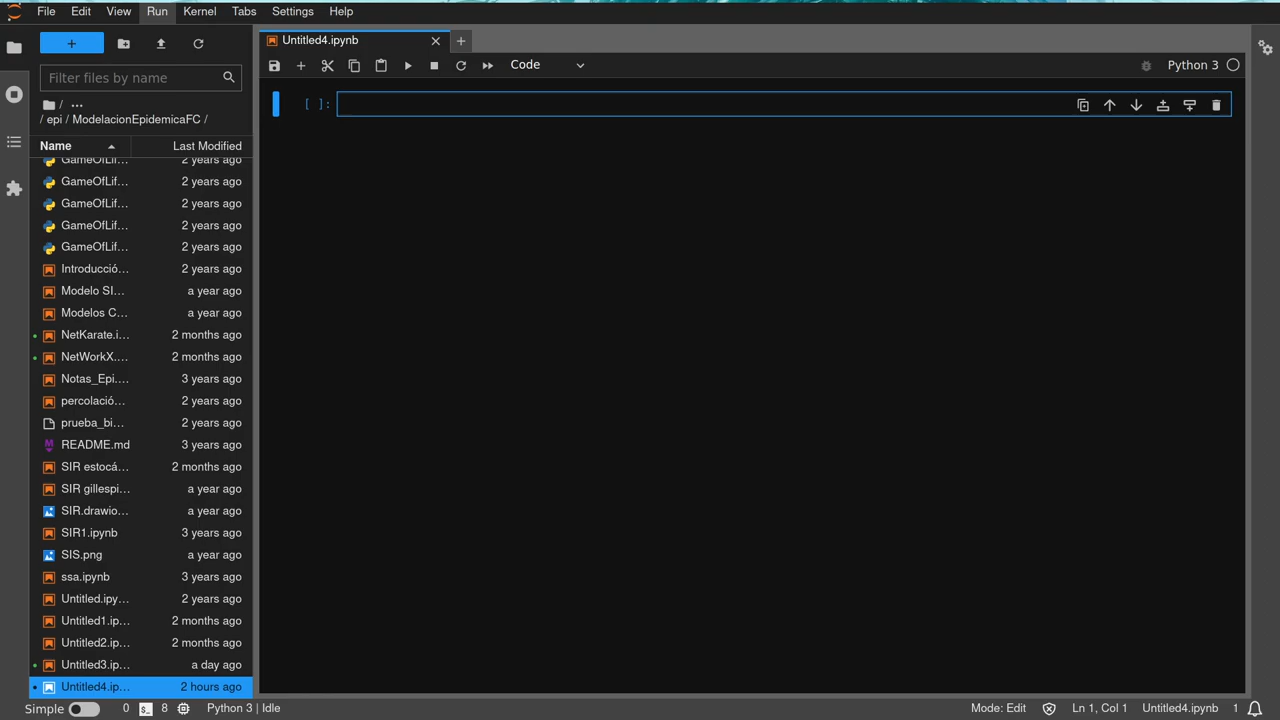 File Edit View Run Kernel Tabs Settings Help
+
Filter files by name
/ ...
/ epi / ModelacionEpidemicaFC /
Name Last Modified
GameOfLif... 2 years ago
GameOfLif... 2 years ago
GameOfLif... 2 years ago
GameOfLif... 2 years ago
GameOfLif... 2 years ago
Introducció... 2 years ago
Modelo SI... a year ago
Modelos C... a year ago
NetKarate.i... 2 months ago
NetWorkX.... 2 months ago
Notas_Epi.... 3 years ago
percolació... 2 years ago
prueba_bi... 2 years ago
README.md 3 years ago
SIR estocá... 2 months ago
SIR gillespi... a year ago
SIR.drawio... a year ago
SIR1.ipynb 3 years ago
SIS.png a year ago
ssa.ipynb 3 years ago
Untitled.ipy... 2 years ago
Untitled1.ip... 2 months ago
Untitled2.ip... 2 months ago
Untitled3.ip... a day ago
Untitled4.ip... 2 hours ago
Untitled4.ipynb
Code
Python 3
[ ]:
Simple 0 8 Python 3 | Idle Mode: Edit Ln 1, Col 1 Untitled4.ipynb 1